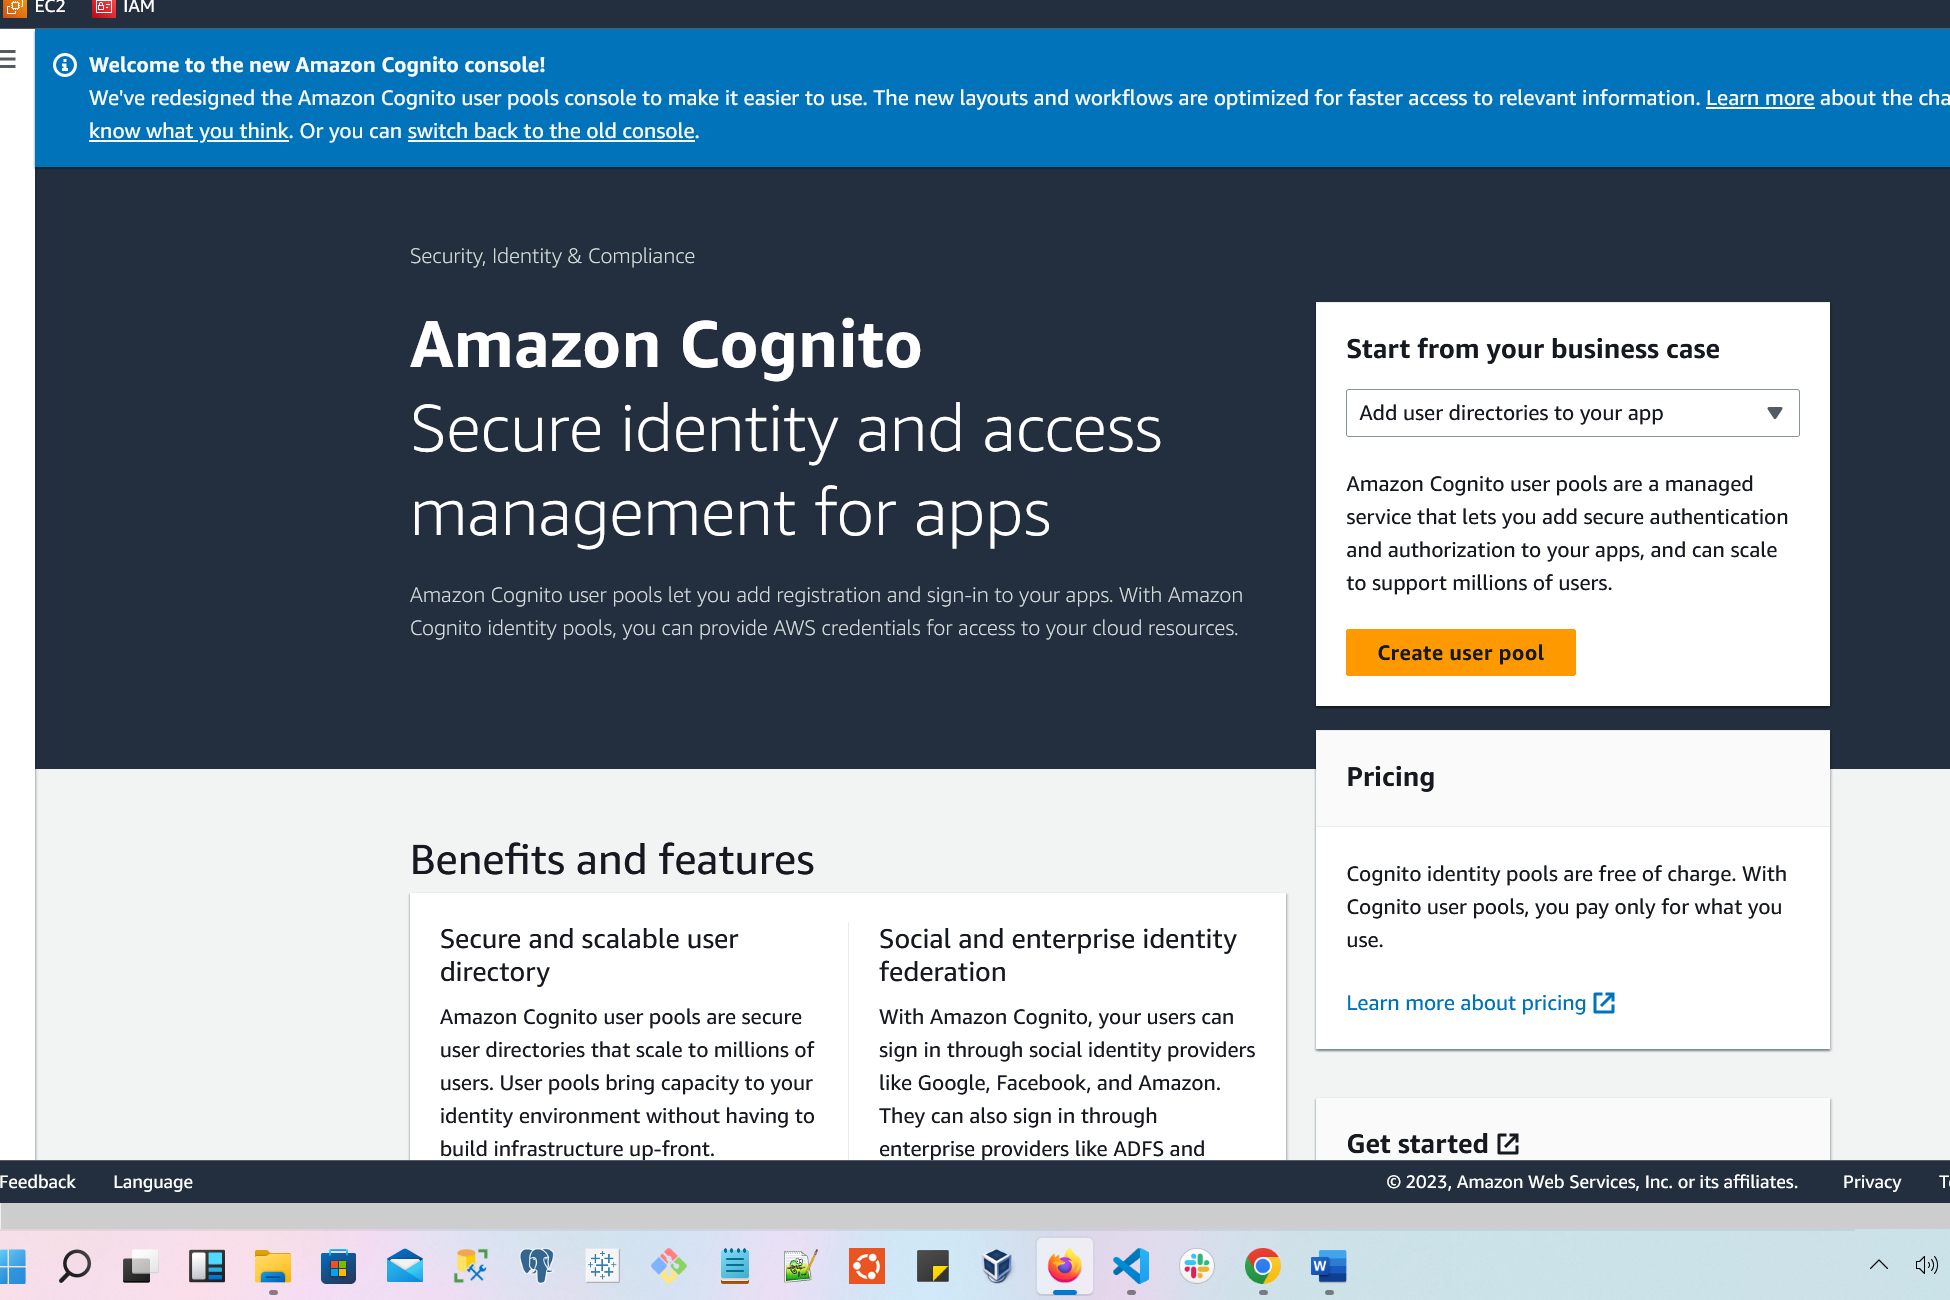 EC2 IAM
Welcome to the new Amazon Cognito console!
We've redesigned the Amazon Cognito user pools console to make it easier to use. The new layouts and workflows are optimized for faster access to relevant information. Learn more about the
know what you think. Or you can switch back to the old console.
Security, Identity & Compliance
Amazon Cognito
Secure identity and access
management for apps
Amazon Cognito user pools let you add registration and sign-in to your apps. With Amazon
Cognito identity pools, you can provide AWS credentials for access to your cloud resources.
Start from your business case
Add user directories to your app
Amazon Cognito user pools are a managed
service that lets you add secure authentication
and authorization to your apps, and can scale
to support millions of users.
Create user pool
Pricing
Cognito identity pools are free of charge. With
Cognito user pools, you pay only for what you
use.
Learn more about pricing
Get started
Benefits and features
Secure and scalable user
directory
Amazon Cognito user pools are secure
user directories that scale to millions of
users. User pools bring capacity to your
identity environment without having to
build infrastructure up-front.
Social and enterprise identity
federation
With Amazon Cognito, your users can
sign in through social identity providers
like Google, Facebook, and Amazon.
They can also sign in through
enterprise providers like ADFS and
Feedback Language © 2023, Amazon Web Services, Inc. or its affiliates. Privacy
W